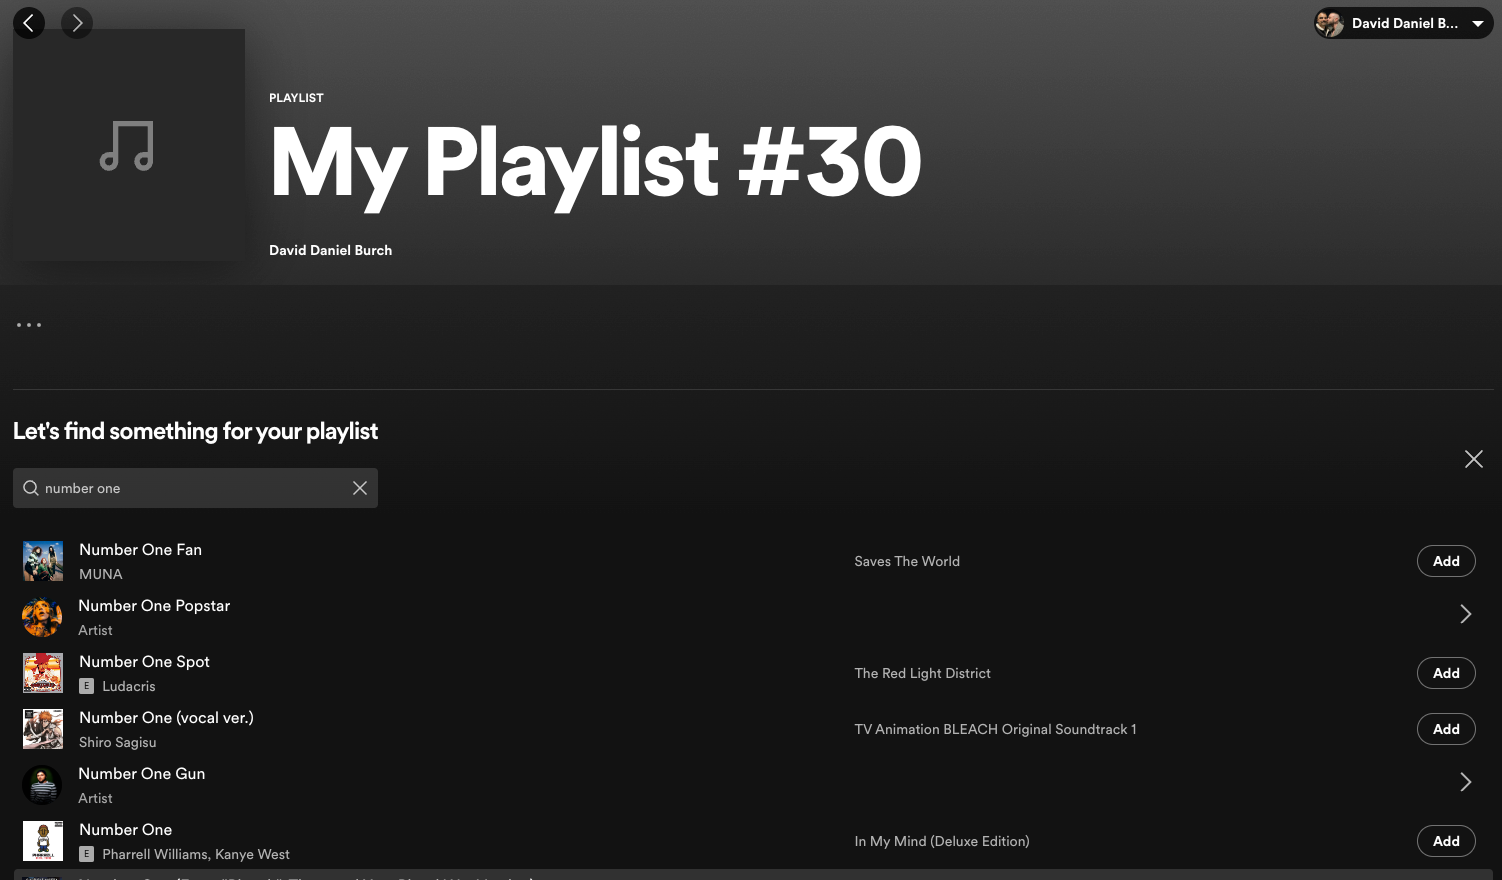 David Daniel B...
PLAYLIST
My Playlist #30
David Daniel Burch
Let's find something for your playlist
number one
Number One Fan
MUNA
Saves The World
Add
Number One Popstar
Artist
Number One Spot
E Ludacris
The Red Light District
Add
Number One (vocal ver.)
Shiro Sagisu
TV Animation BLEACH Original Soundtrack 1
Add
Number One Gun
Artist
Number One
E Pharrell Williams, Kanye West
In My Mind (Deluxe Edition)
Add